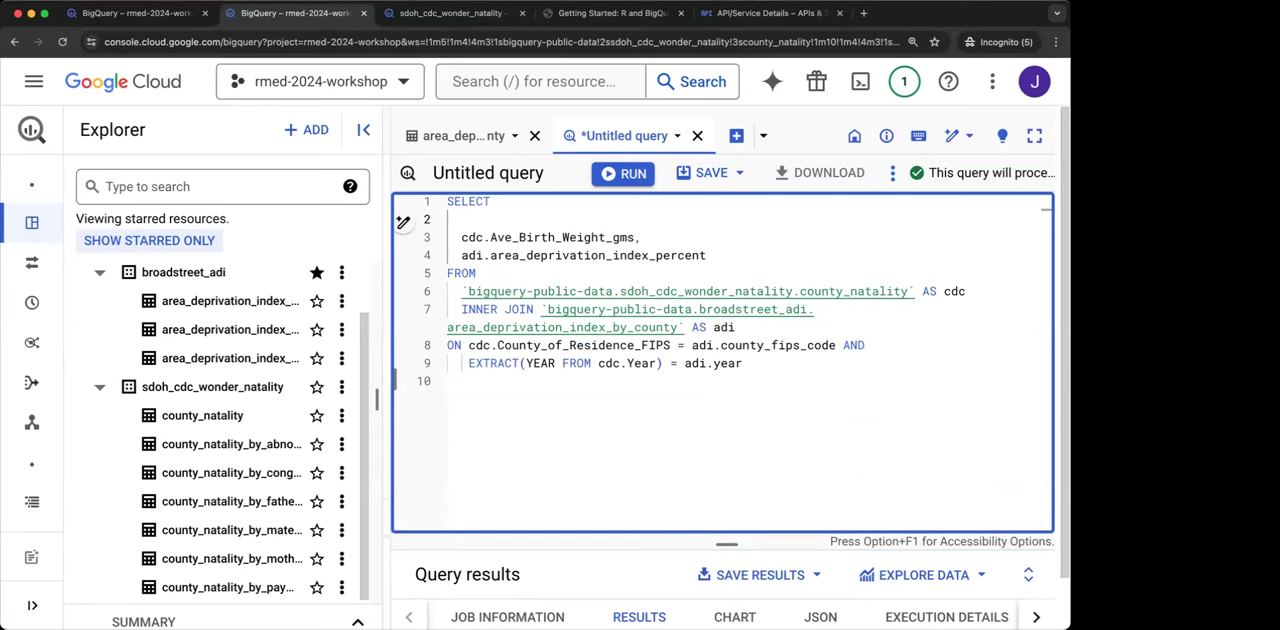 BigQuery – rmed-2024-work...
BigQuery – rmed-2024-work...
sdoh_cdc_wonder_natality –
Getting Started: R and BigQu
API API/Service Details – APIs & S
console.cloud.google.com/bigquery?project=rmed-2024-workshop&ws=!1m5!1m4!4m3!1sbigquery-public-data!2ssdoh_cdc_wonder_natality!3scounty_natality!1m10!1m4!4m3!1s...
Incognito (5)
Google Cloud
rmed-2024-workshop
Search (/) for resource...
Search
1
J
Explorer
+ ADD
area_dep... nty
*Untitled query
Type to search
Untitled query
RUN
SAVE
DOWNLOAD
This query will proce...
Viewing starred resources.
SHOW STARRED ONLY
broadstreet_adi
area_deprivation_index_...
area_deprivation_index_...
area_deprivation_index_...
sdoh_cdc_wonder_natality
county_natality
county_natality_by_abno...
county_natality_by_cong...
county_natality_by_fathe...
county_natality_by_mate...
county_natality_by_moth...
county_natality_by_pay...
SUMMARY
1 SELECT
2
3 cdc.Ave_Birth_Weight_gms,
4 adi.area_deprivation_index_percent
5 FROM
6 `bigquery-public-data.sdoh_cdc_wonder_natality.county_natality` AS cdc
7 INNER JOIN `bigquery-public-data.broadstreet_adi.
area_deprivation_index_by_county` AS adi
8 ON cdc.County_of_Residence_FIPS = adi.county_fips_code AND
9 EXTRACT(YEAR FROM cdc.Year) = adi.year
10
Press Option+F1 for Accessibility Options.
Query results
SAVE RESULTS
EXPLORE DATA
JOB INFORMATION
RESULTS
CHART
JSON
EXECUTION DETAILS